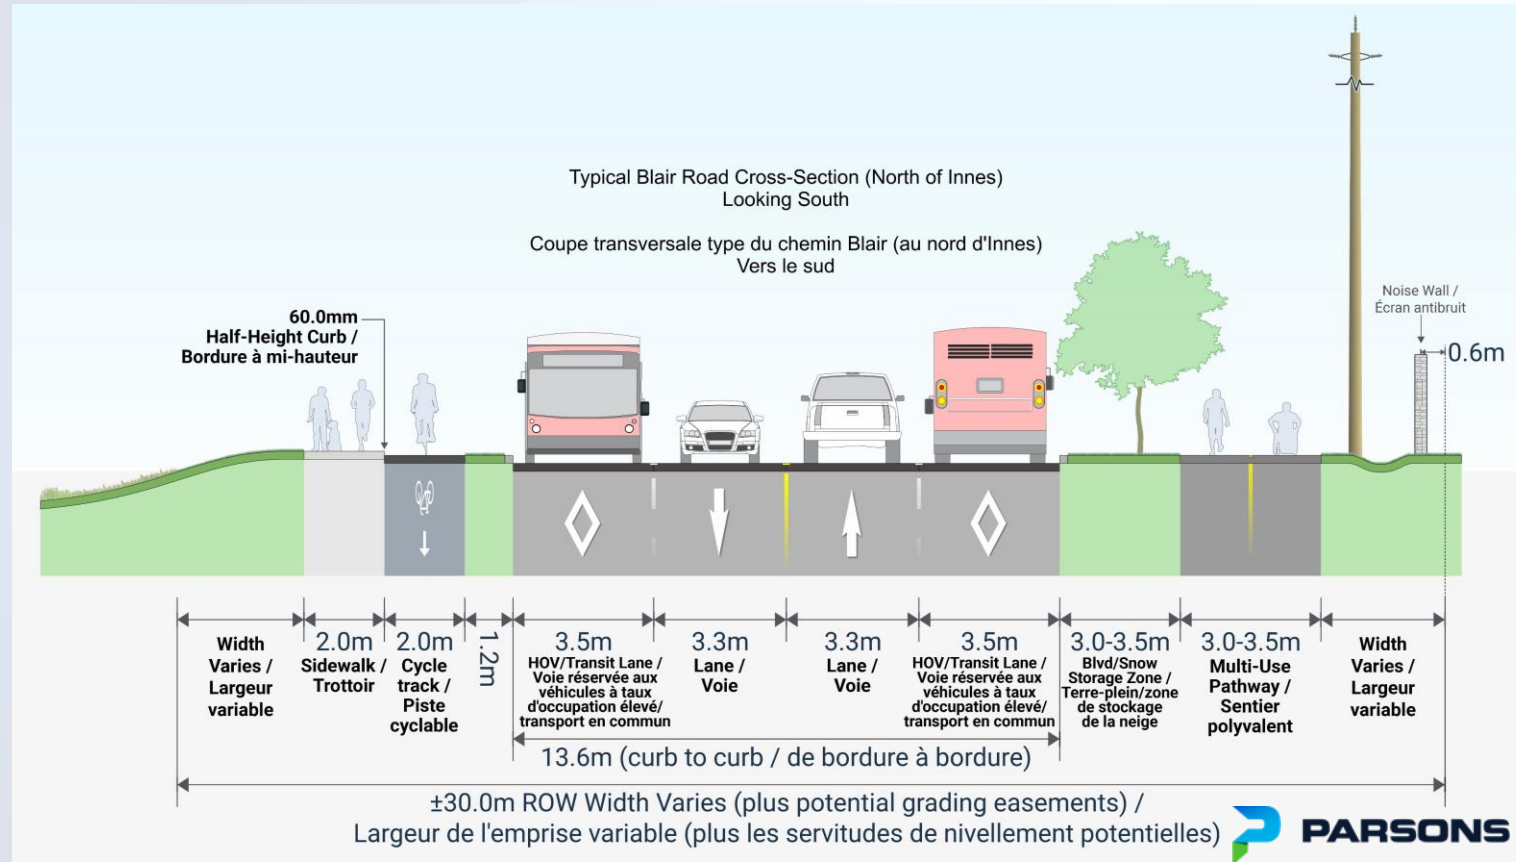 Typical Blair Road Cross-Section (North of Innes)
Looking South
Coupe transversale type du chemin Blair (au nord d'Innes)
Vers le sud
60.0mm
Half-Height Curb /
Bordure à mi-hauteur
Noise Wall /
Écran antibruit
0.6m
Width
Varies /
Largeur
variable
2.0m
Sidewalk /
Trottoir
2.0m
Cycle
track /
Piste
cyclable
1.2m
3.5m
HOV/Transit Lane /
Voie réservée aux
véhicules à taux
d'occupation élevé/
transport en commun
3.3m
Lane /
Voie
3.3m
Lane /
Voie
3.5m
HOV/Transit Lane /
Voie réservée aux
véhicules à taux
d'occupation élevé/
transport en commun
3.0-3.5m
Blvd/Snow
Storage Zone /
Terre-plein/zone
de stockage
de la neige
3.0-3.5m
Multi-Use
Pathway /
Sentier
polyvalent
Width
Varies /
Largeur
variable
13.6m (curb to curb / de bordure à bordure)
±30.0m ROW Width Varies (plus potential grading easements) /
Largeur de l'emprise variable (plus les servitudes de nivellement potentielles)
PARSONS